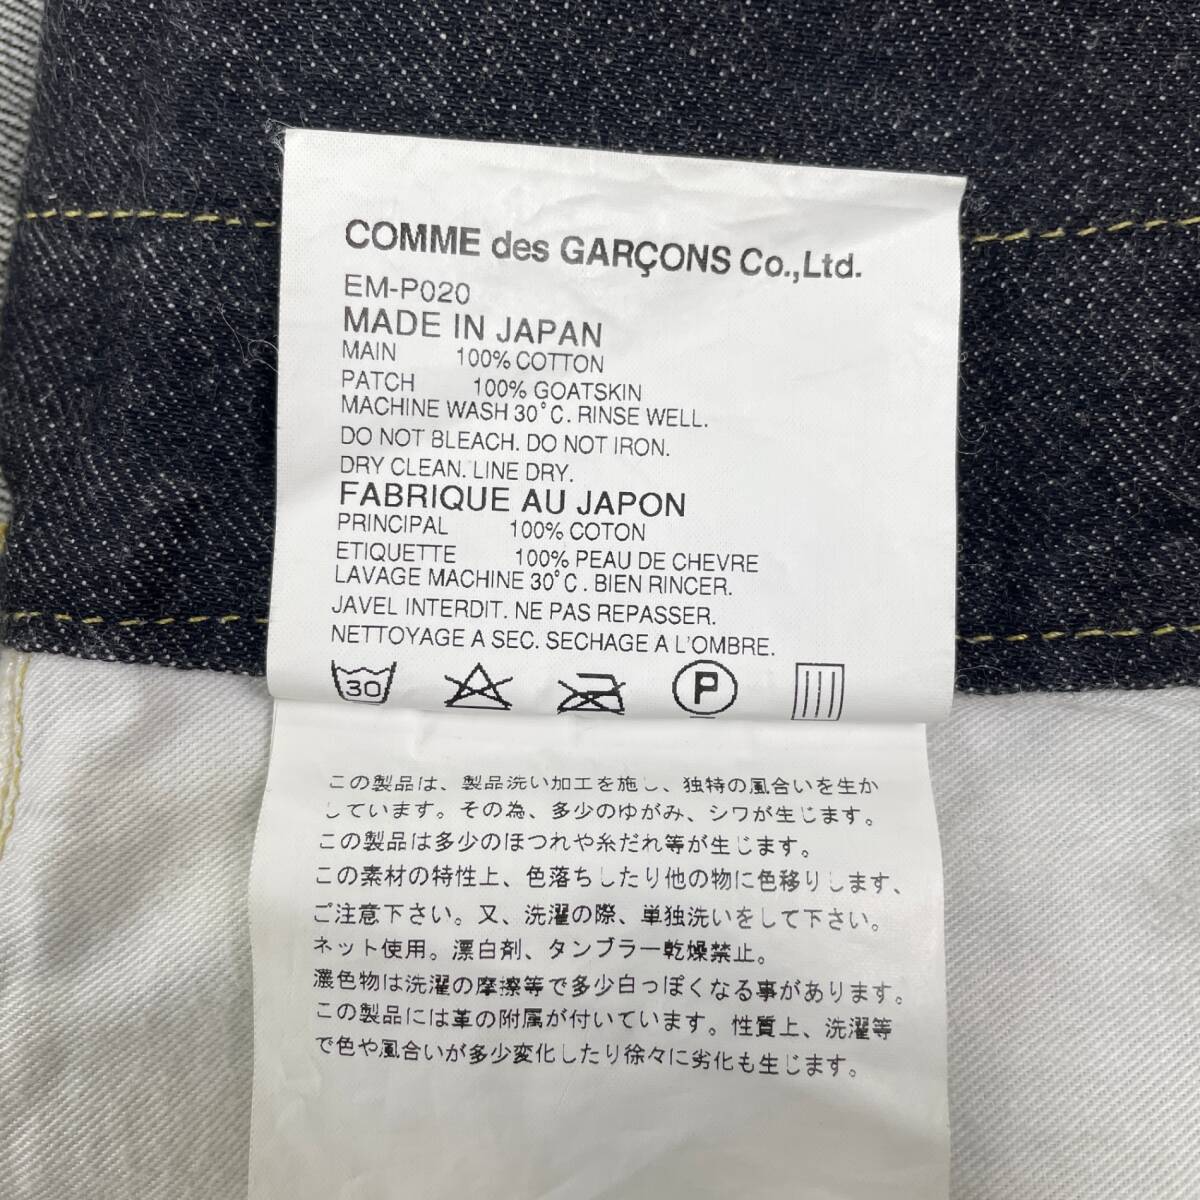 COMME des GARÇONS Co.,Ltd.
EM-P020
MADE IN JAPAN
MAIN 100% COTTON
PATCH 100% GOATSKIN
MACHINE WASH 30°C. RINSE WELL.
DO NOT BLEACH. DO NOT IRON.
DRY CLEAN. LINE DRY.
FABRIQUE AU JAPON
PRINCIPAL 100% COTON
ETIQUETTE 100% PEAU DE CHEVRE
LAVAGE MACHINE 30°C. BIEN RINCER.
JAVEL INTERDIT. NE PAS REPASSER.
NETTOYAGE A SEC. SECHAGE A L'OMBRE.
30 P
この製品は、製品洗い加工を施し、独特の風合いを生か
しています。その為、多少のゆがみ、シワが生じます。
この製品は多少のほつれや糸だれ等が生じます。
この素材の特性上、色落ちしたり他の物に色移りします、
ご注意下さい。又、洗濯の際、単独洗いをして下さい。
ネット使用。漂白剤、タンブラー乾燥禁止。
濃色物は洗濯の摩擦等で多少白っぽくなる事があります。
この製品には革の附属が付いています。性質上、洗濯等
で色や風合いが多少変化したり徐々に劣化も生じます。